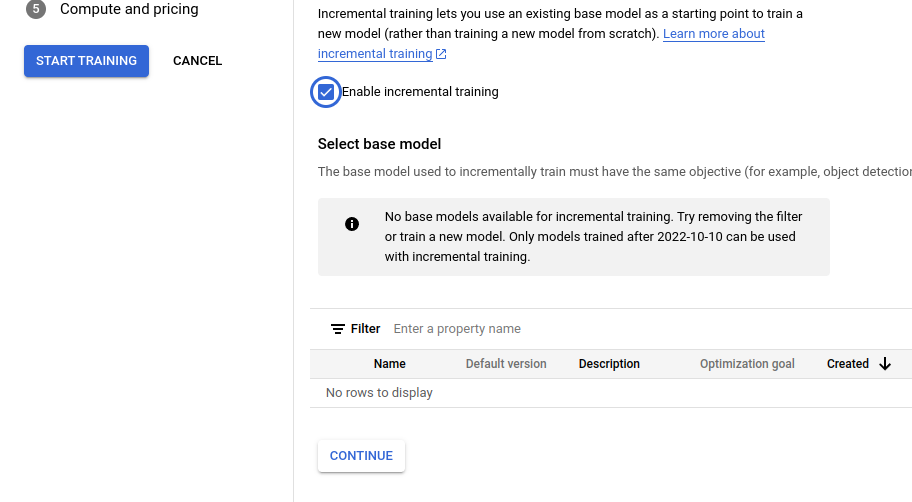 5 Compute and pricing
START TRAINING CANCEL
Incremental training lets you use an existing base model as a starting point to train a
new model (rather than training a new model from scratch). Learn more about
incremental training
Enable incremental training
Select base model
The base model used to incrementally train must have the same objective (for example, object detection
No base models available for incremental training. Try removing the filter
or train a new model. Only models trained after 2022-10-10 can be used
with incremental training.
Filter Enter a property name
Name Default version Description Optimization goal Created
No rows to display
CONTINUE